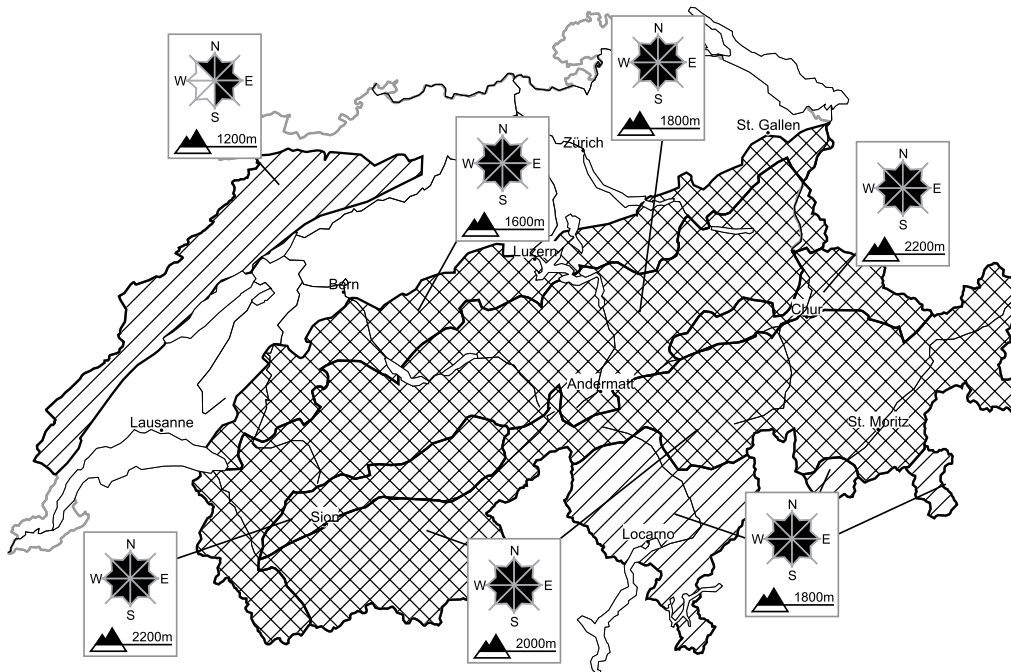 N
W E
S
1200m
N
W E
S
1800m
N
W E
S
1600m
N
W E
S
2200m
St. Gallen
Zürich
Luzern
Bern
Chur
Andermatt
Lausanne
St. Moritz
Sion
Locarno
N
W E
S
2200m
N
W E
S
2000m
N
W E
S
1800m